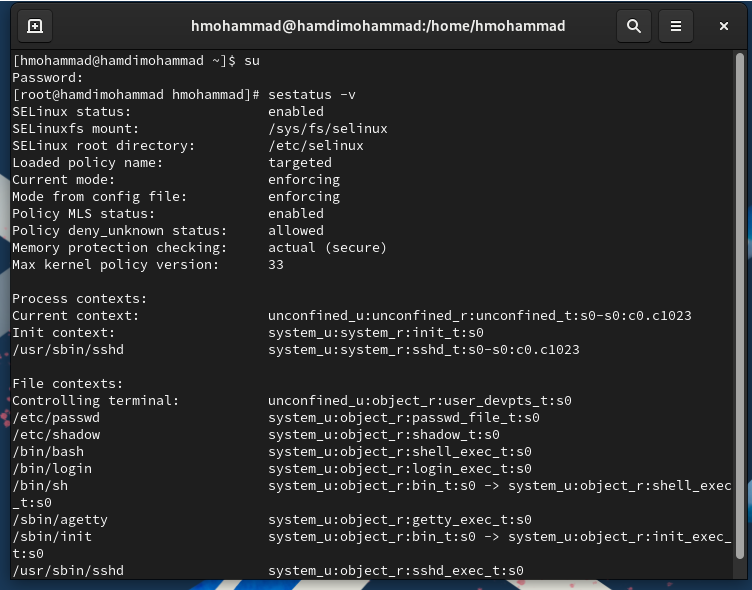 hmohammad@hamdimohammad:/home/hmohammad
[hmohammad@hamdimohammad ~]$ su
Password:
[root@hamdimohammad hmohammad]# sestatus -v
SELinux status:                 enabled
SELinuxfs mount:                /sys/fs/selinux
SELinux root directory:         /etc/selinux
Loaded policy name:             targeted
Current mode:                   enforcing
Mode from config file:          enforcing
Policy MLS status:              enabled
Policy deny_unknown status:     allowed
Memory protection checking:     actual (secure)
Max kernel policy version:      33
Process contexts:
Current context:                unconfined_u:unconfined_r:unconfined_t:s0-s0:c0.c1023
Init context:                   system_u:system_r:init_t:s0
/usr/sbin/sshd                  system_u:system_r:sshd_t:s0-s0:c0.c1023
File contexts:
Controlling terminal:           unconfined_u:object_r:user_devpts_t:s0
/etc/passwd                     system_u:object_r:passwd_file_t:s0
/etc/shadow                     system_u:object_r:shadow_t:s0
/bin/bash                       system_u:object_r:shell_exec_t:s0
/bin/login                      system_u:object_r:login_exec_t:s0
/bin/sh                         system_u:object_r:bin_t:s0 -> system_u:object_r:shell_exec
_t:s0
/sbin/agetty                    system_u:object_r:getty_exec_t:s0
/sbin/init                      system_u:object_r:bin_t:s0 -> system_u:object_r:init_exec_
t:s0
/usr/sbin/sshd                  system_u:object_r:sshd_exec_t:s0